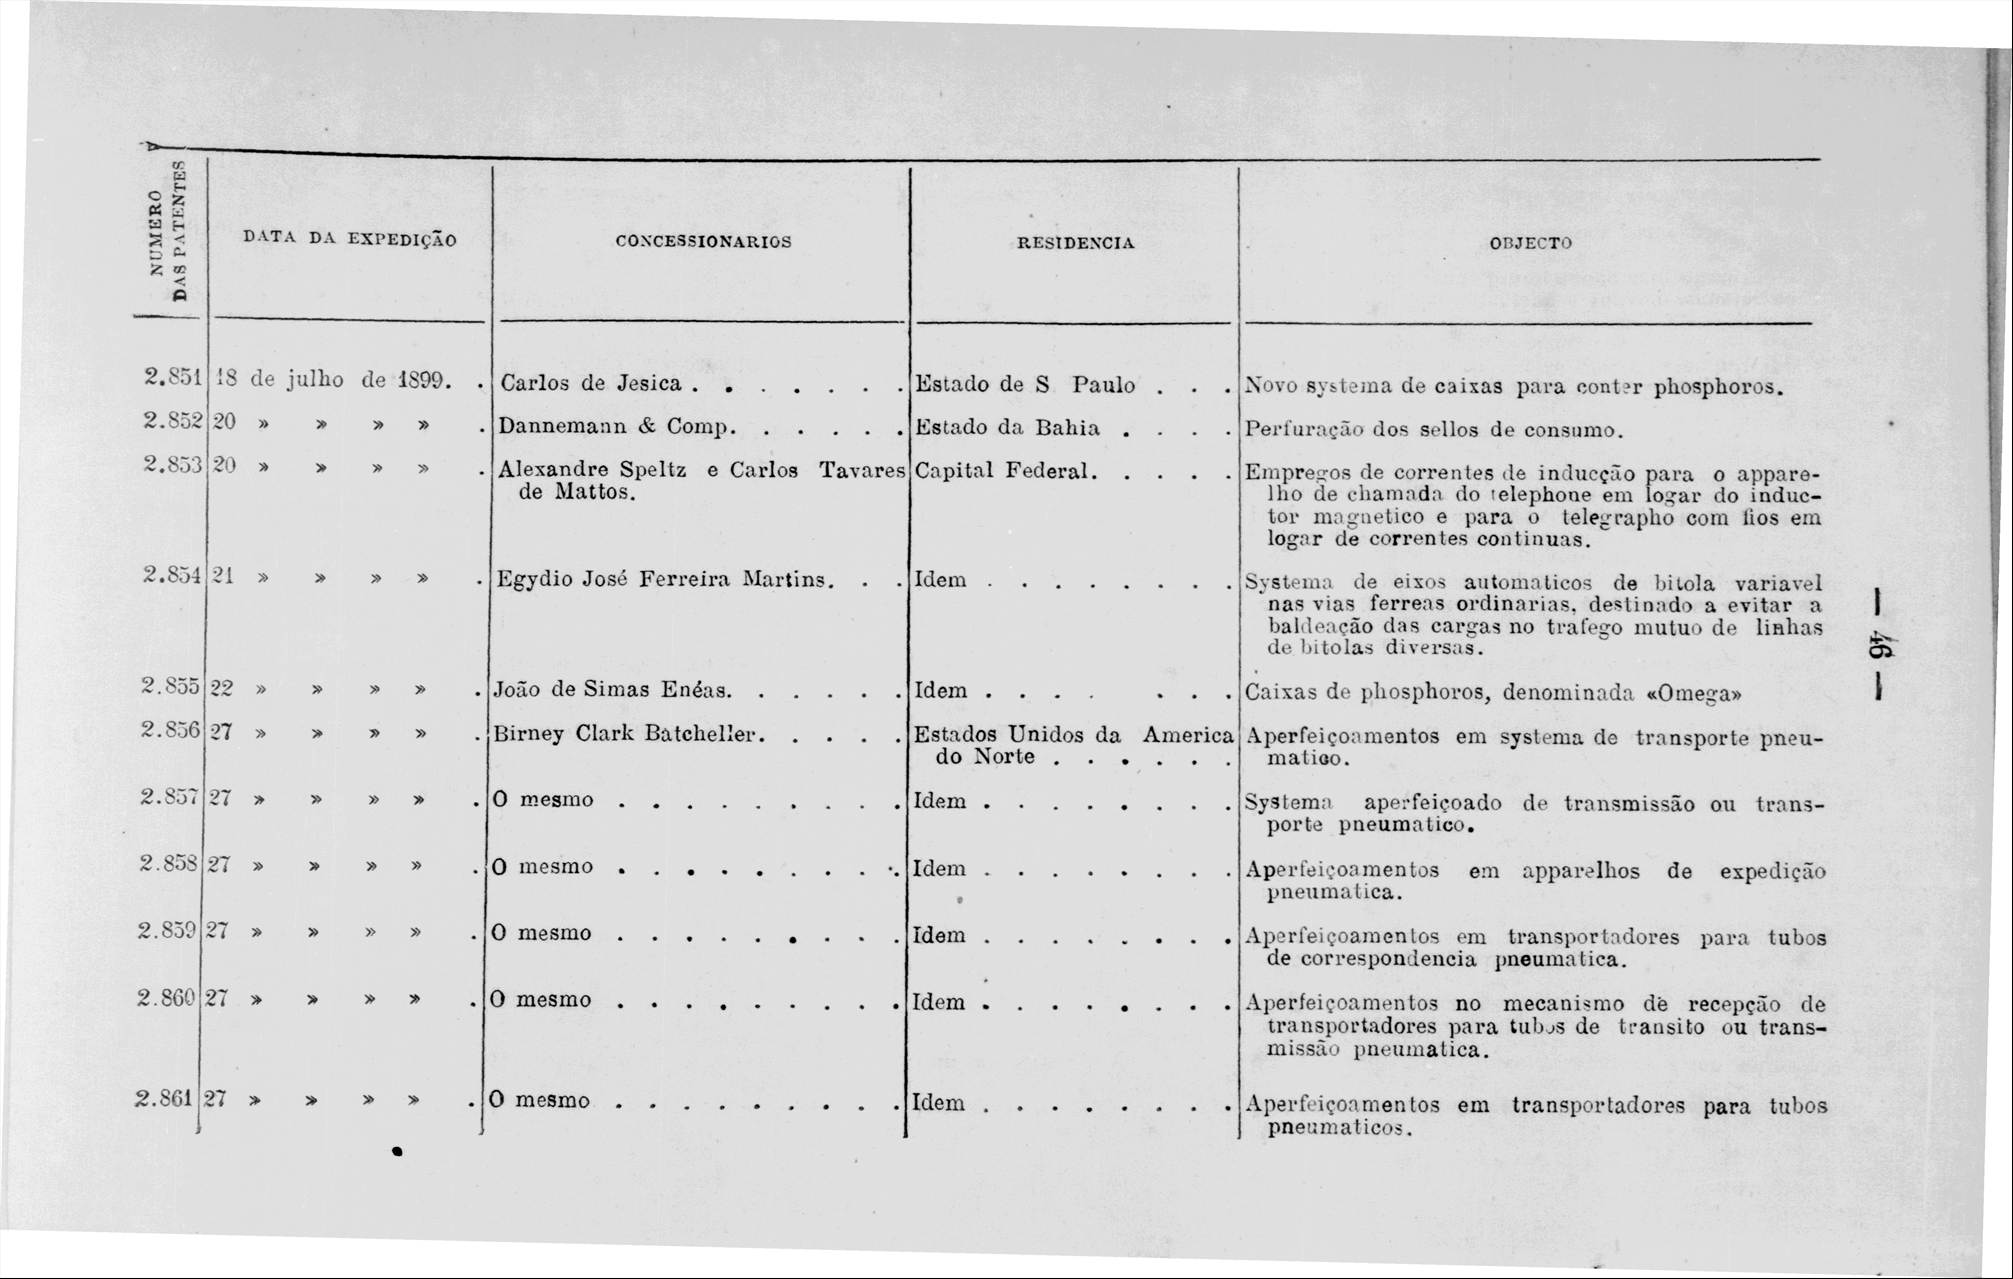 NUMERO DAS PATENTES | DATA DA EXPEDIÇÃO | CONCESSIONARIOS | RESIDENCIA | OBJECTO
2.851 | 18 de julho de 1899. . | Carlos de Jesica . . . . . . . | Estado de S Paulo . . . | Novo systema de caixas para conter phosphoros.
2.852 | 20 » » » » . | Dannemann & Comp. . . . . . | Estado da Bahia . . . . | Perfuração dos sellos de consumo.
2.853 | 20 » » » » . | Alexandre Speltz e Carlos Tavares | Capital Federal. . . . . | Empregos de correntes de inducção para o appare-
de Mattos. | lho de chamada do telephone em logar do induc-
tor magnetico e para o telegrapho com fios em
logar de correntes continuas.
2.854 | 21 » » » » . | Egydio José Ferreira Martins. . . | Idem . . . . . . . . | Systema de eixos automaticos de bitola variavel
nas vias ferreas ordinarias, destinado a evitar a
baldeação das cargas no trafego mutuo de linhas
de bitolas diversas.
— 46 —
2.855 | 22 » » » » . | João de Simas Enéas. . . . . . | Idem . . . . . . . | Caixas de phosphoros, denominada «Omega»
2.856 | 27 » » » » . | Birney Clark Batcheller. . . . . | Estados Unidos da America | Aperfeiçoamentos em systema de transporte pneu-
do Norte . . . . . . | matico.
2.857 | 27 » » » » . | O mesmo . . . . . . . . . | Idem . . . . . . . . | Systema aperfeiçoado de transmissão ou trans-
porte pneumatico.
2.858 | 27 » » » » . | O mesmo . . . . . . . . . | Idem . . . . . . . . | Aperfeiçoamentos em apparelhos de expedição
pneumatica.
2.859 | 27 » » » » . | O mesmo . . . . . . . . . | Idem . . . . . . . . | Aperfeiçoamentos em transportadores para tubos
de correspondencia pneumatica.
2.860 | 27 » » » » . | O mesmo . . . . . . . . . | Idem . . . . . . . . | Aperfeiçoamentos no mecanismo de recepção de
transportadores para tubos de transito ou trans-
missão pneumatica.
2.861 | 27 » » » » . | O mesmo . . . . . . . . . | Idem . . . . . . . . | Aperfeiçoamentos em transportadores para tubos
pneumaticos.